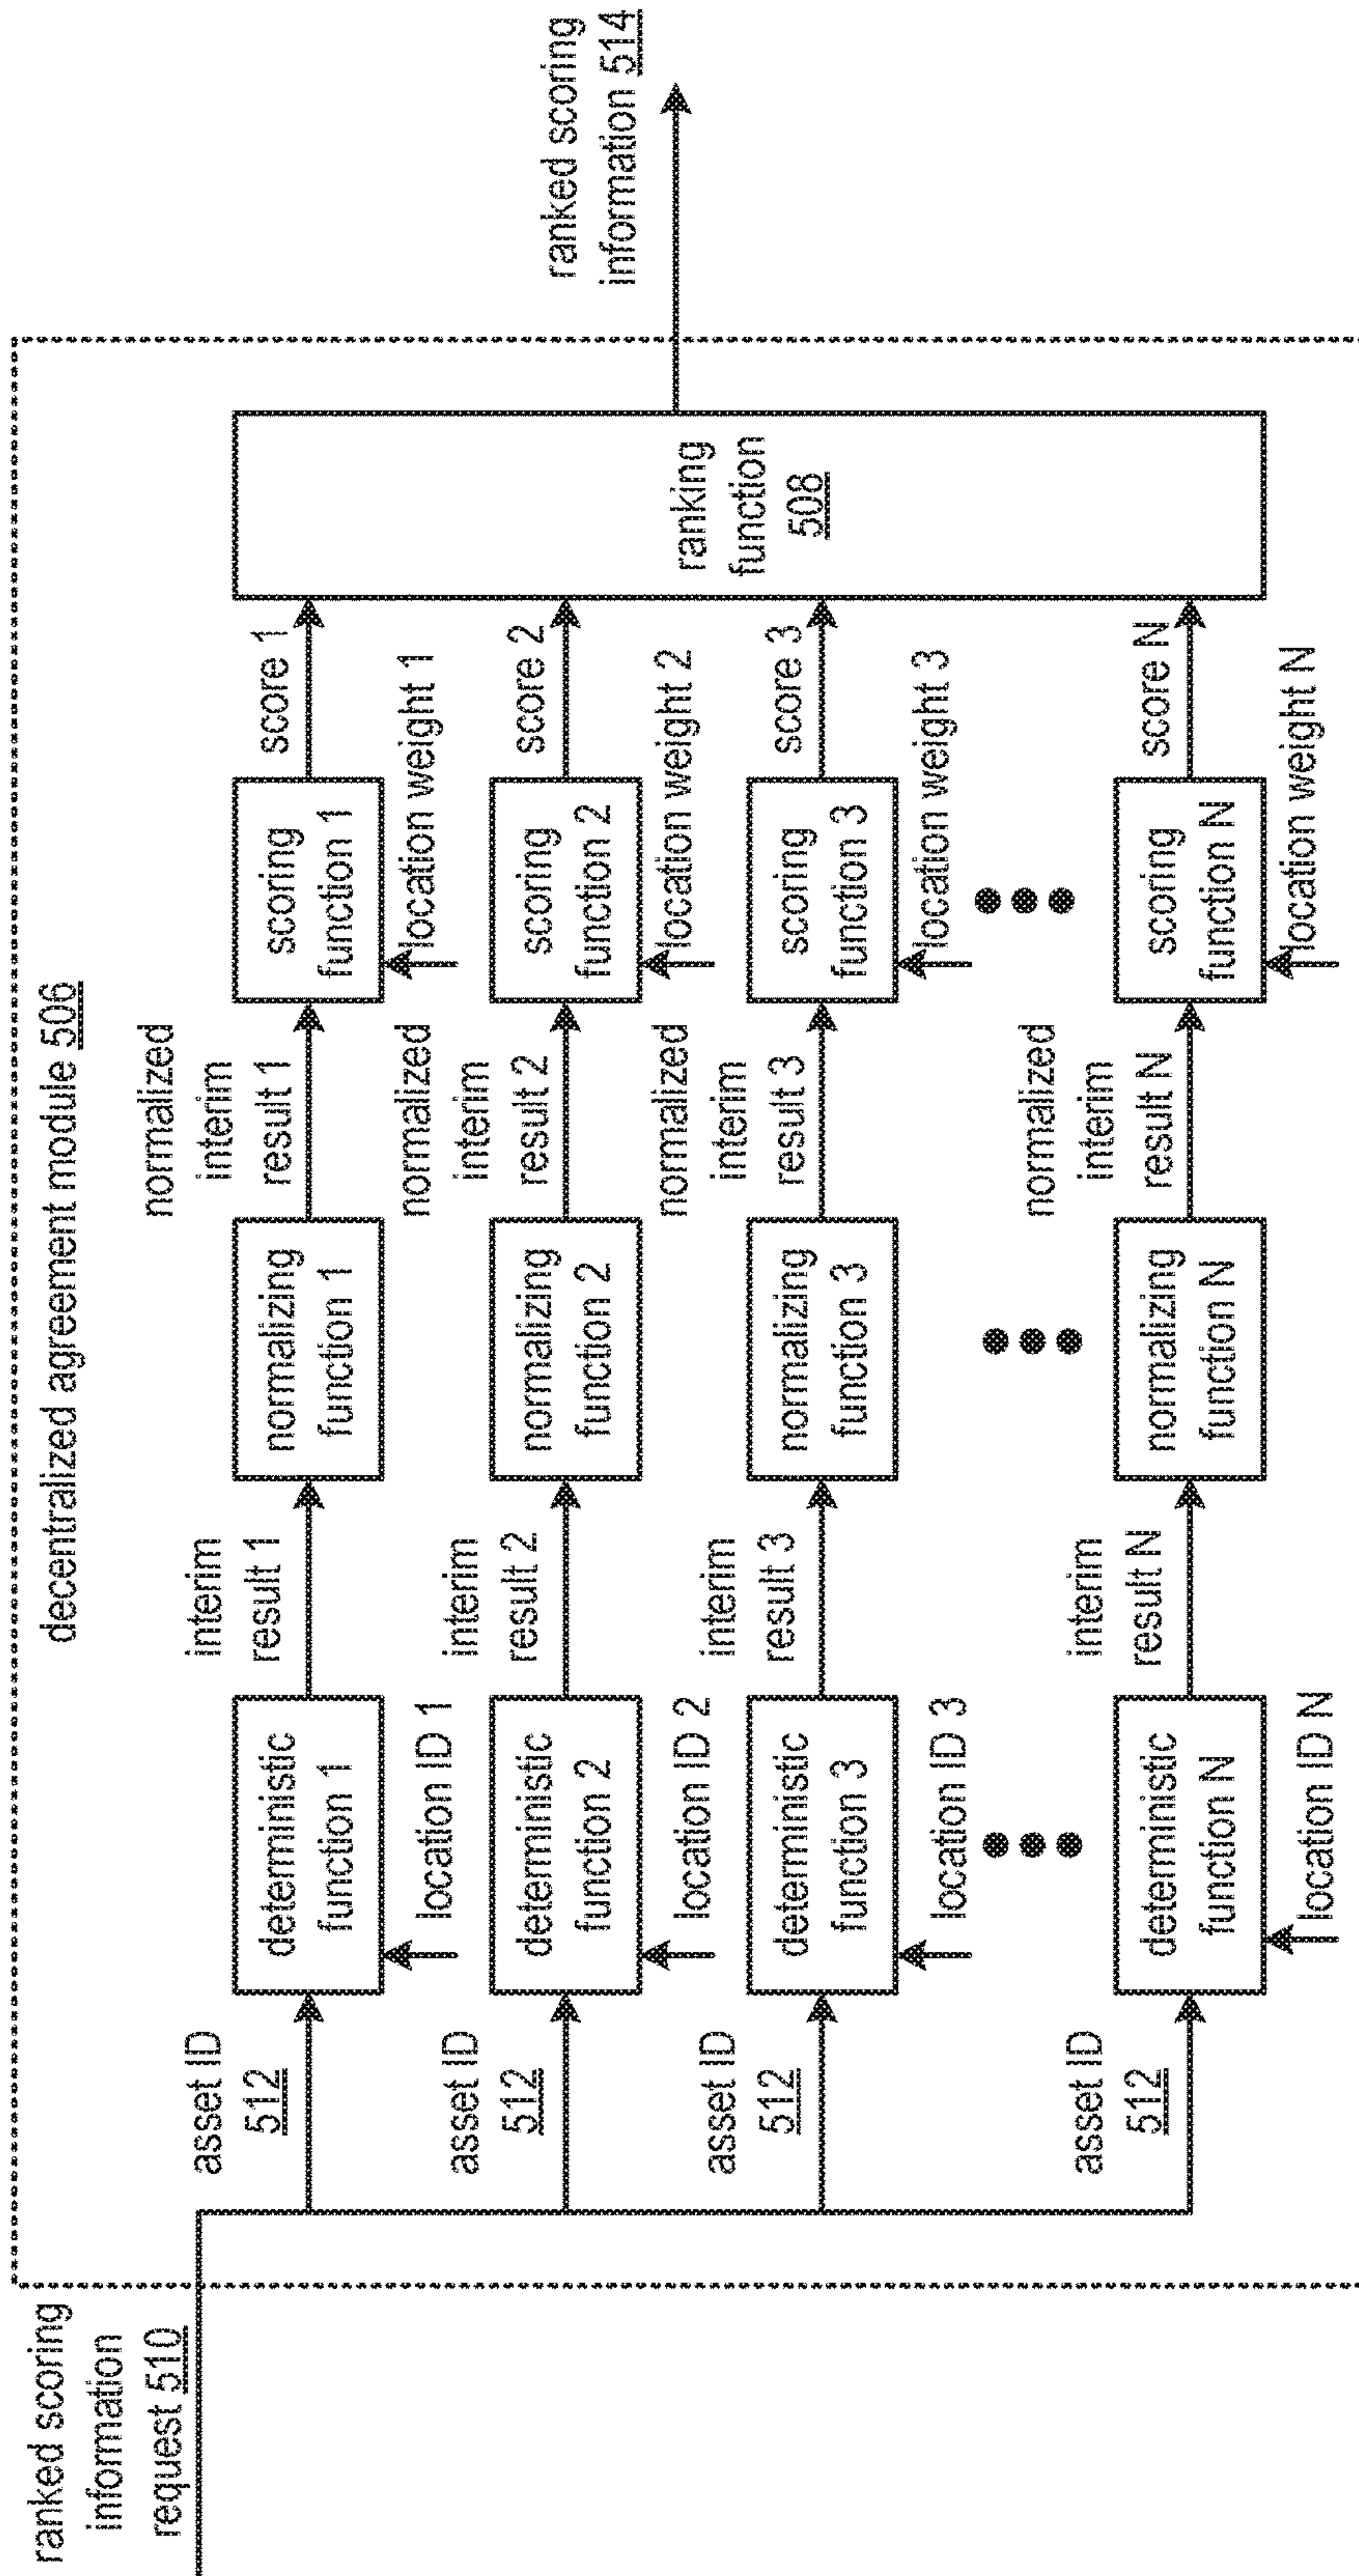 ranked scoring
information
request 510
decentralized agreement module 506
asset ID
512
deterministic
function 1
location ID 1
interim
result 1
normalizing
function 1
normalized
interim
result 1
scoring
function 1
location weight 1
score 1
asset ID
512
deterministic
function 2
location ID 2
interim
result 2
normalizing
function 2
normalized
interim
result 2
scoring
function 2
location weight 2
score 2
asset ID
512
deterministic
function 3
location ID 3
interim
result 3
normalizing
function 3
normalized
interim
result 3
scoring
function 3
location weight 3
score 3
asset ID
512
deterministic
function N
location ID N
interim
result N
normalizing
function N
normalized
interim
result N
scoring
function N
location weight N
score N
ranking
function
508
ranked scoring
information 514